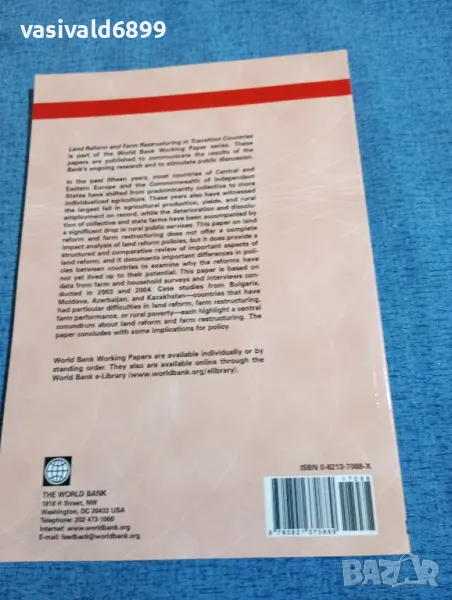 vasivald6899
Land Reform and Farm Restructuring in Transition Countries
is part of the World Bank Working Paper series. These
papers are published to communicate the results of the
Bank's ongoing research and to stimulate public discussion.
In the past fifteen years, most countries of Central and
Eastern Europe and the Commonwealth of Independent
States have shifted from predominantly collective to more
individualized agriculture. These years also have witnessed
the largest fall in agricultural production, yields, and rural
employment on record, while the deterioration and dissolu-
tion of collective and state farms have been accompanied by
a significant drop in rural public services. This paper on land
reform and farm restructuring does not offer a complete
impact analysis of land reform policies, but it does provide a
structured and comparative review of important aspects of
land reform, and it documents important differences in poli-
cies between countries to examine why the reforms have
not yet lived up to their potential. This paper is based on
data from farm and household surveys and interviews con-
ducted in 2003 and 2004. Case studies from Bulgaria,
Moldova, Azerbaijan, and Kazakhstan—countries that have
had particular difficulties in land reform, farm restructuring,
farm performance, or rural poverty—each highlight a central
conundrum about land reform and farm restructuring. The
paper concludes with some implications for policy.
World Bank Working Papers are available individually or by
standing order. They also are available online through the
World Bank e-Library (www.worldbank.org/elibrary).
THE WORLD BANK
1818 H Street, NW
Washington, DC 20433 USA
Telephone: 202 473-1000
Internet: www.worldbank.org
E-mail: feedback@worldbank.org
ISBN 0-8213-7088-X
17088
9 780821 370889
BAZAR